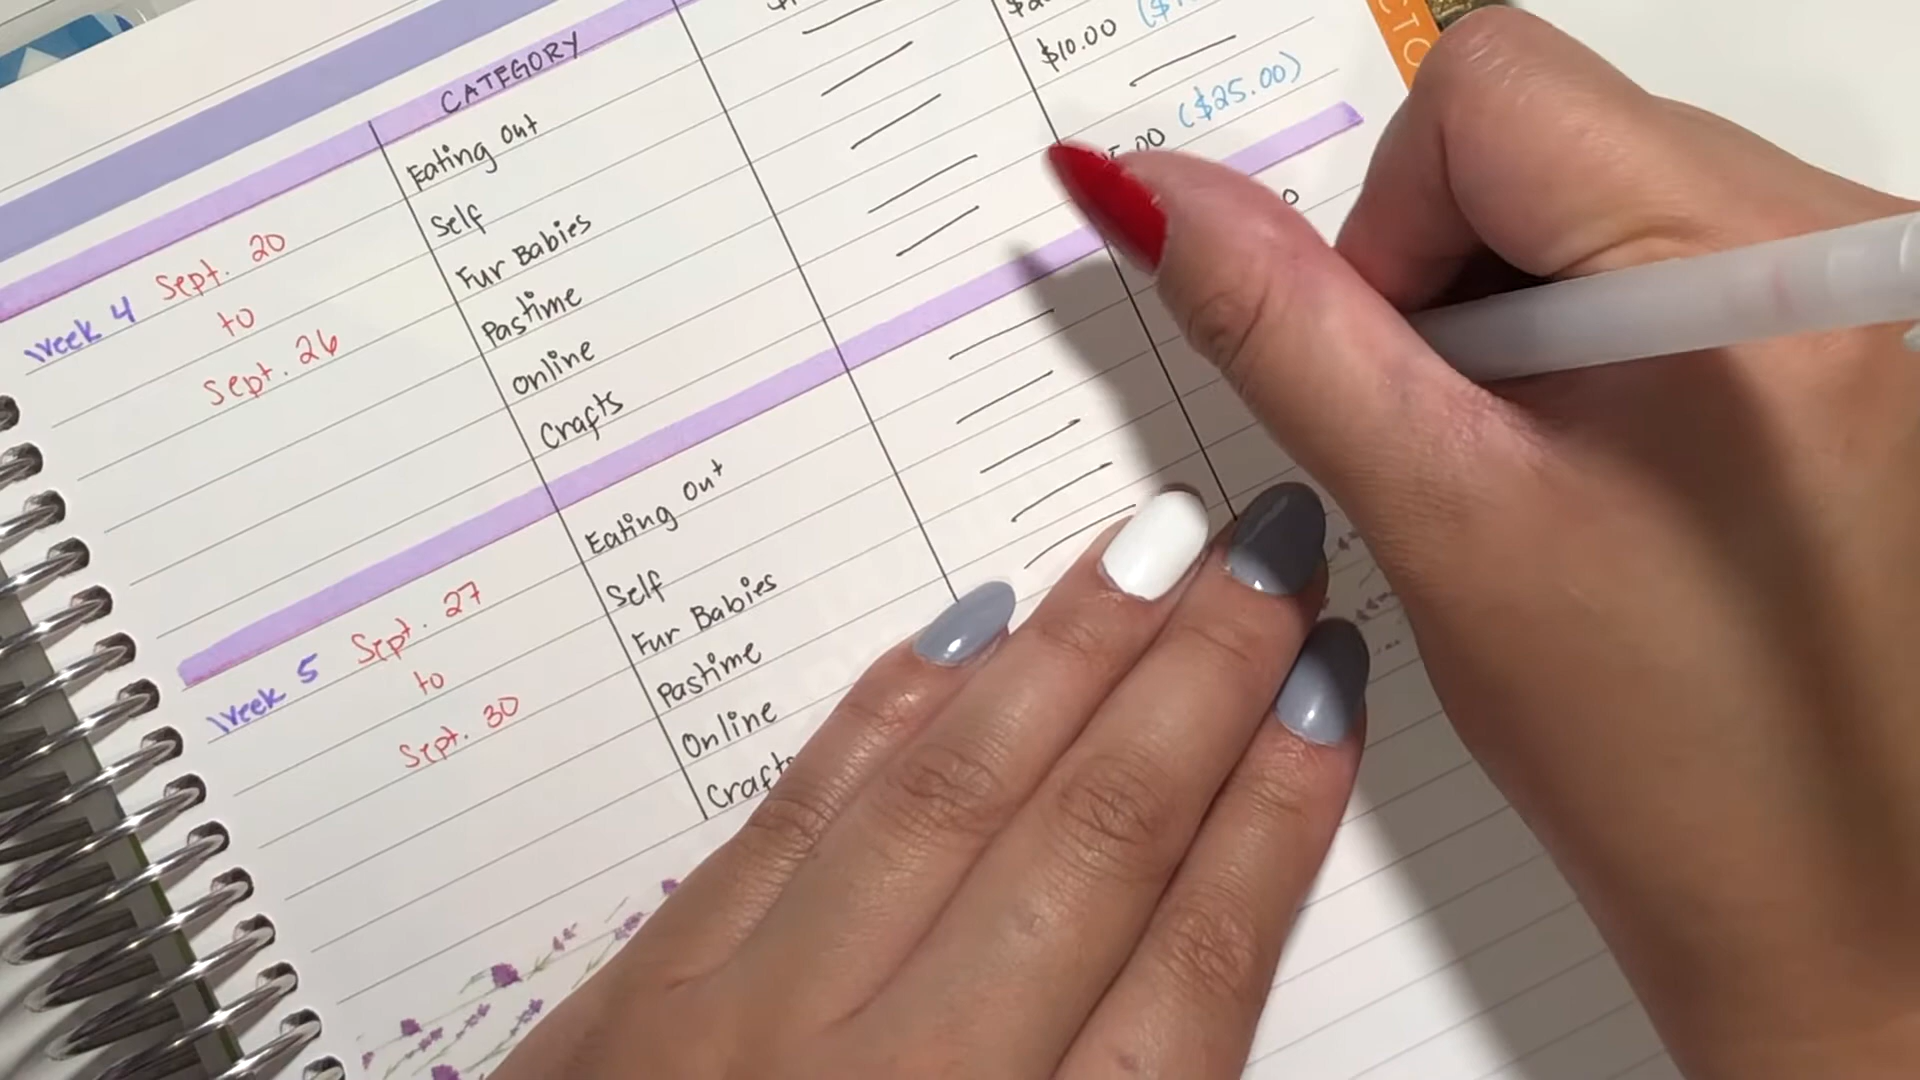 CATEGORY
$10.00
($25.00)
Week 4 Sept. 20
to
Sept. 26
Eating Out
Self
Fur Babies
Pastime
Online
Crafts
Week 5 Sept. 27
to
Sept. 30
Eating Out
Self
Fur Babies
Pastime
Online
Crafts